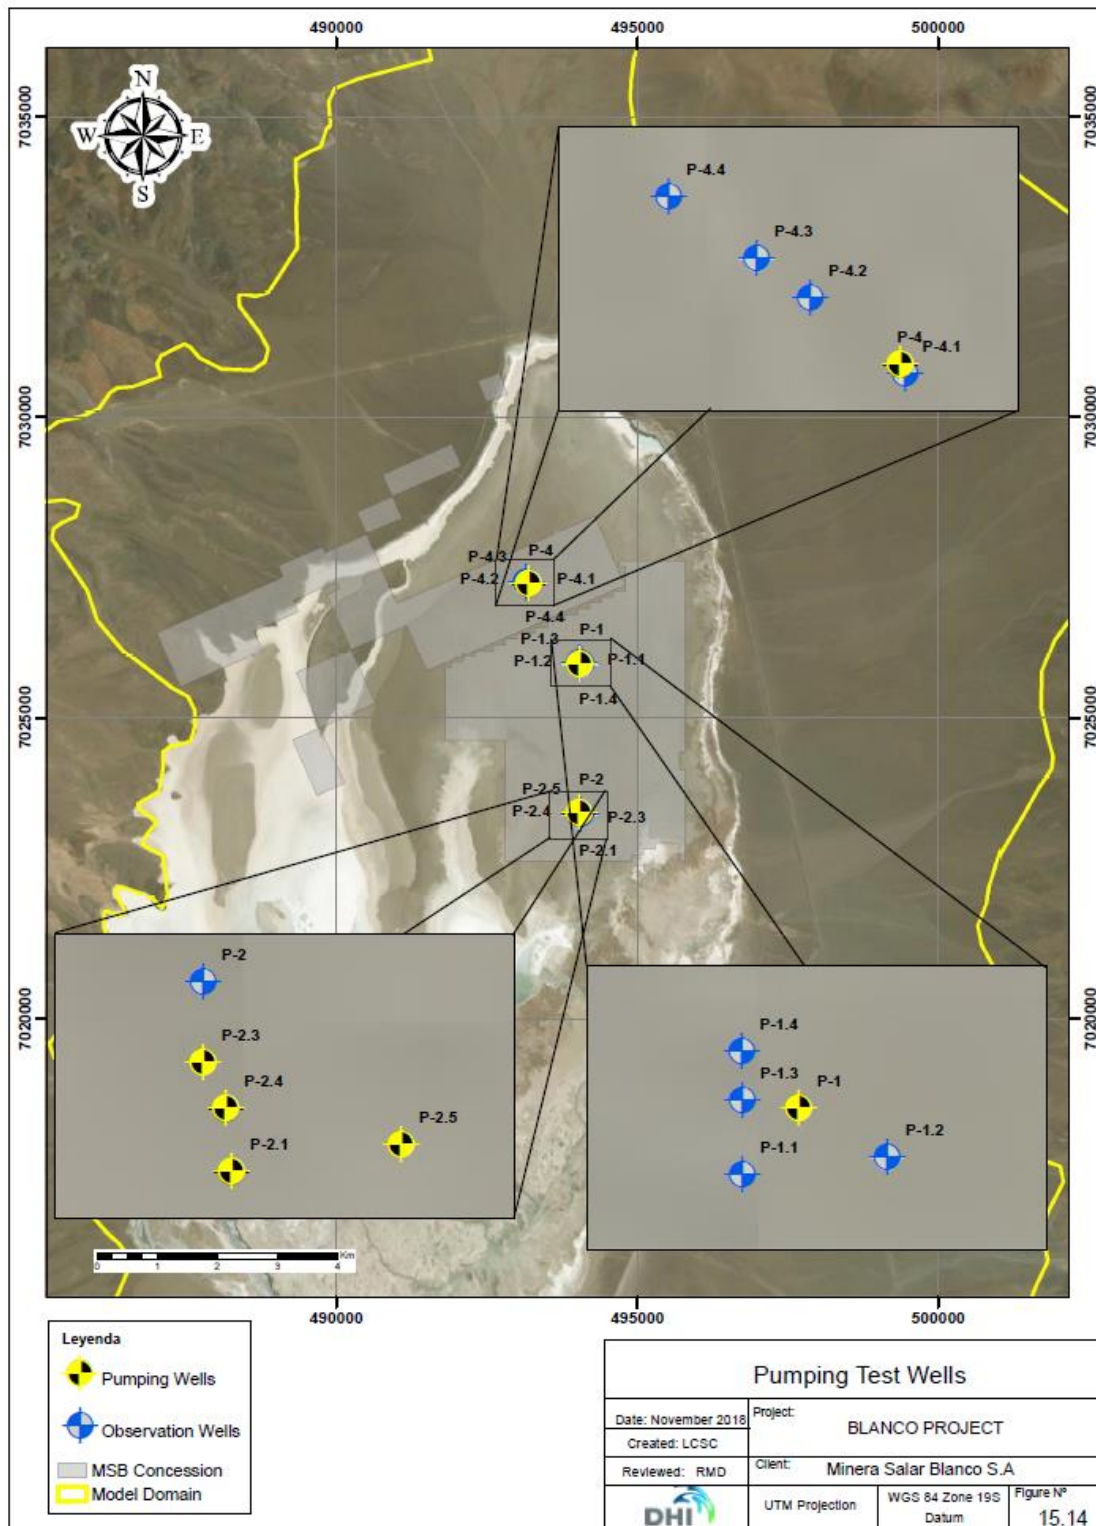 490000 495000 500000
N
W E
S
7035000 7035000
P-4.4
P-4.3
P-4.2
P-4
P-4.1
7030000 7030000
P-4.3 P-4
P-4.2 P-4.1
P-4.4
P-1
P-1.3
P-1.2 P-1.1
P-1.4
7025000 7025000
P-2
P-2.5
P-2.4 P-2.3
P-2.1
P-2
P-2.3
P-2.4
P-2.5
P-2.1
7020000 7020000
P-1.4
P-1.3 P-1
P-1.1 P-1.2
Km
0 1 2 3 4
490000 495000 500000
Leyenda
Pumping Wells
Observation Wells
MSB Concession
Model Domain
Pumping Test Wells
Date: November 2018
Created: LCSC
Reviewed: RMD
Project:
BLANCO PROJECT
Client: Minera Salar Blanco S.A
DHI
UTM Projection
WGS 84 Zone 19S
Datum
Figure Nº
15.14